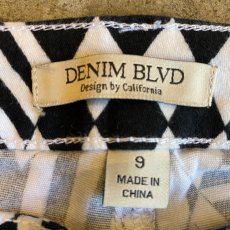 DENIM BLVD
Design by California
9
MADE IN
CHINA